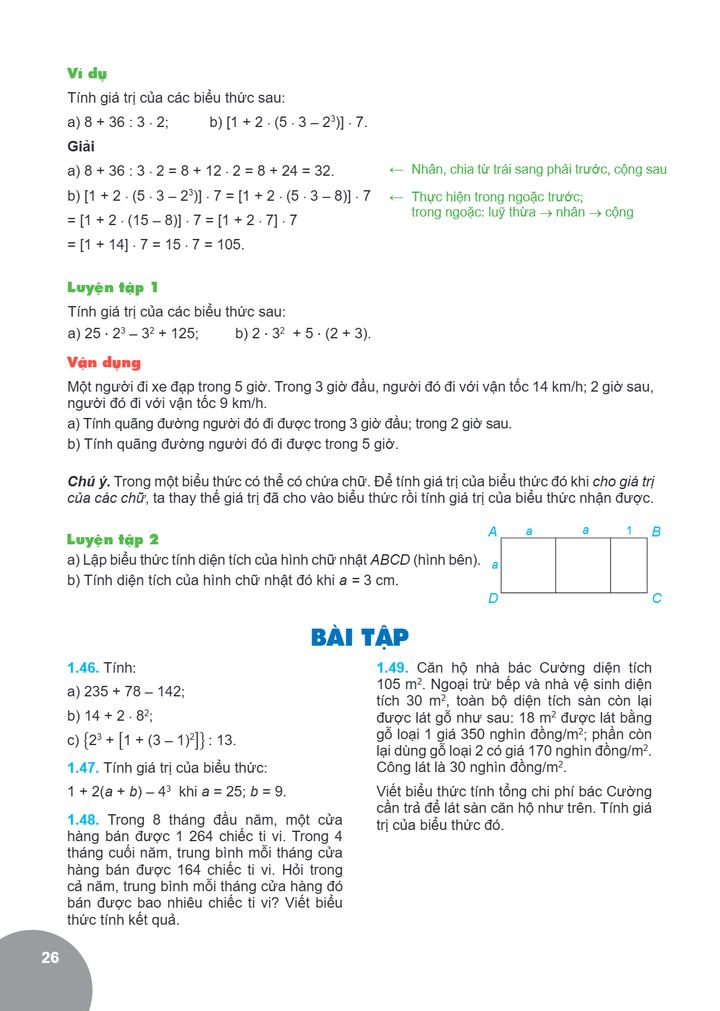 Ví dụ
Tính giá trị của các biểu thức sau:
a) 8 + 36 : 3 · 2; b) [1 + 2 · (5 · 3 – 2³)] · 7.
Giải
a) 8 + 36 : 3 · 2 = 8 + 12 · 2 = 8 + 24 = 32. ← Nhân, chia từ trái sang phải trước, cộng sau
b) [1 + 2 · (5 · 3 – 2³)] · 7 = [1 + 2 · (5 · 3 – 8)] · 7 ← Thực hiện trong ngoặc trước;
trong ngoặc: luỹ thừa → nhân → cộng
= [1 + 2 · (15 – 8)] · 7 = [1 + 2 · 7] · 7
= [1 + 14] · 7 = 15 · 7 = 105.
Luyện tập 1
Tính giá trị của các biểu thức sau:
a) 25 · 2³ – 3² + 125; b) 2 · 3² + 5 · (2 + 3).
Vận dụng
Một người đi xe đạp trong 5 giờ. Trong 3 giờ đầu, người đó đi với vận tốc 14 km/h; 2 giờ sau,
người đó đi với vận tốc 9 km/h.
a) Tính quãng đường người đó đi được trong 3 giờ đầu; trong 2 giờ sau.
b) Tính quãng đường người đó đi được trong 5 giờ.
Chú ý. Trong một biểu thức có thể có chứa chữ. Để tính giá trị của biểu thức đó khi cho giá trị
của các chữ, ta thay thế giá trị đã cho vào biểu thức rồi tính giá trị của biểu thức nhận được.
Luyện tập 2
a) Lập biểu thức tính diện tích của hình chữ nhật ABCD (hình bên).
b) Tính diện tích của hình chữ nhật đó khi a = 3 cm.
A a a 1 B
a
D C
BÀI TẬP
1.46. Tính:
a) 235 + 78 – 142;
b) 14 + 2 · 8²;
c) {2³ + [1 + (3 – 1)²]} : 13.
1.47. Tính giá trị của biểu thức:
1 + 2(a + b) – 4³ khi a = 25; b = 9.
1.48. Trong 8 tháng đầu năm, một cửa
hàng bán được 1 264 chiếc ti vi. Trong 4
tháng cuối năm, trung bình mỗi tháng cửa
hàng bán được 164 chiếc ti vi. Hỏi trong
cả năm, trung bình mỗi tháng cửa hàng đó
bán được bao nhiêu chiếc ti vi? Viết biểu
thức tính kết quả.
1.49. Căn hộ nhà bác Cường diện tích
105 m². Ngoại trừ bếp và nhà vệ sinh diện
tích 30 m², toàn bộ diện tích sàn còn lại
được lát gỗ như sau: 18 m² được lát bằng
gỗ loại 1 giá 350 nghìn đồng/m²; phần còn
lại dùng gỗ loại 2 có giá 170 nghìn đồng/m².
Công lát là 30 nghìn đồng/m².
Viết biểu thức tính tổng chi phí bác Cường
cần trả để lát sàn căn hộ như trên. Tính giá
trị của biểu thức đó.
26